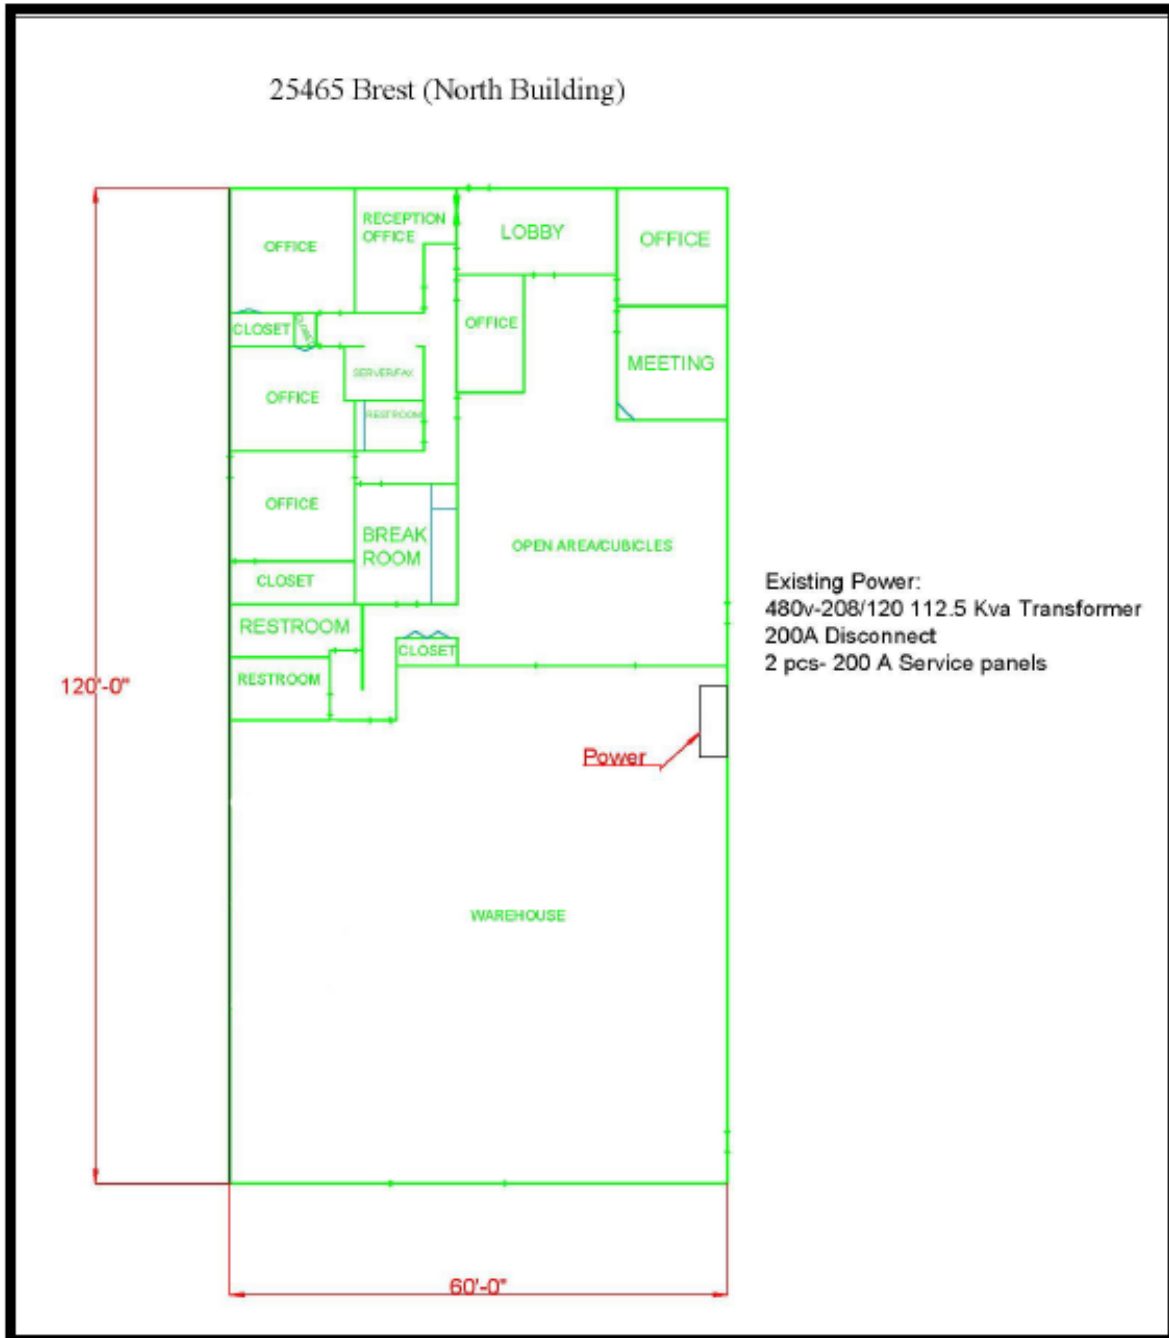 25465 Brest (North Building)
RECEPTION
OFFICE
OFFICE
LOBBY
OFFICE
CLOSET
CLOSET
OFFICE
MEETING
SERVER/FAX
OFFICE
RESTROOM
OFFICE
BREAK
ROOM
OPEN AREA/CUBICLES
CLOSET
Existing Power:
480v-208/120 112.5 Kva Transformer
200A Disconnect
2 pcs- 200 A Service panels
RESTROOM
CLOSET
RESTROOM
120'-0"
Power
WAREHOUSE
60'-0"